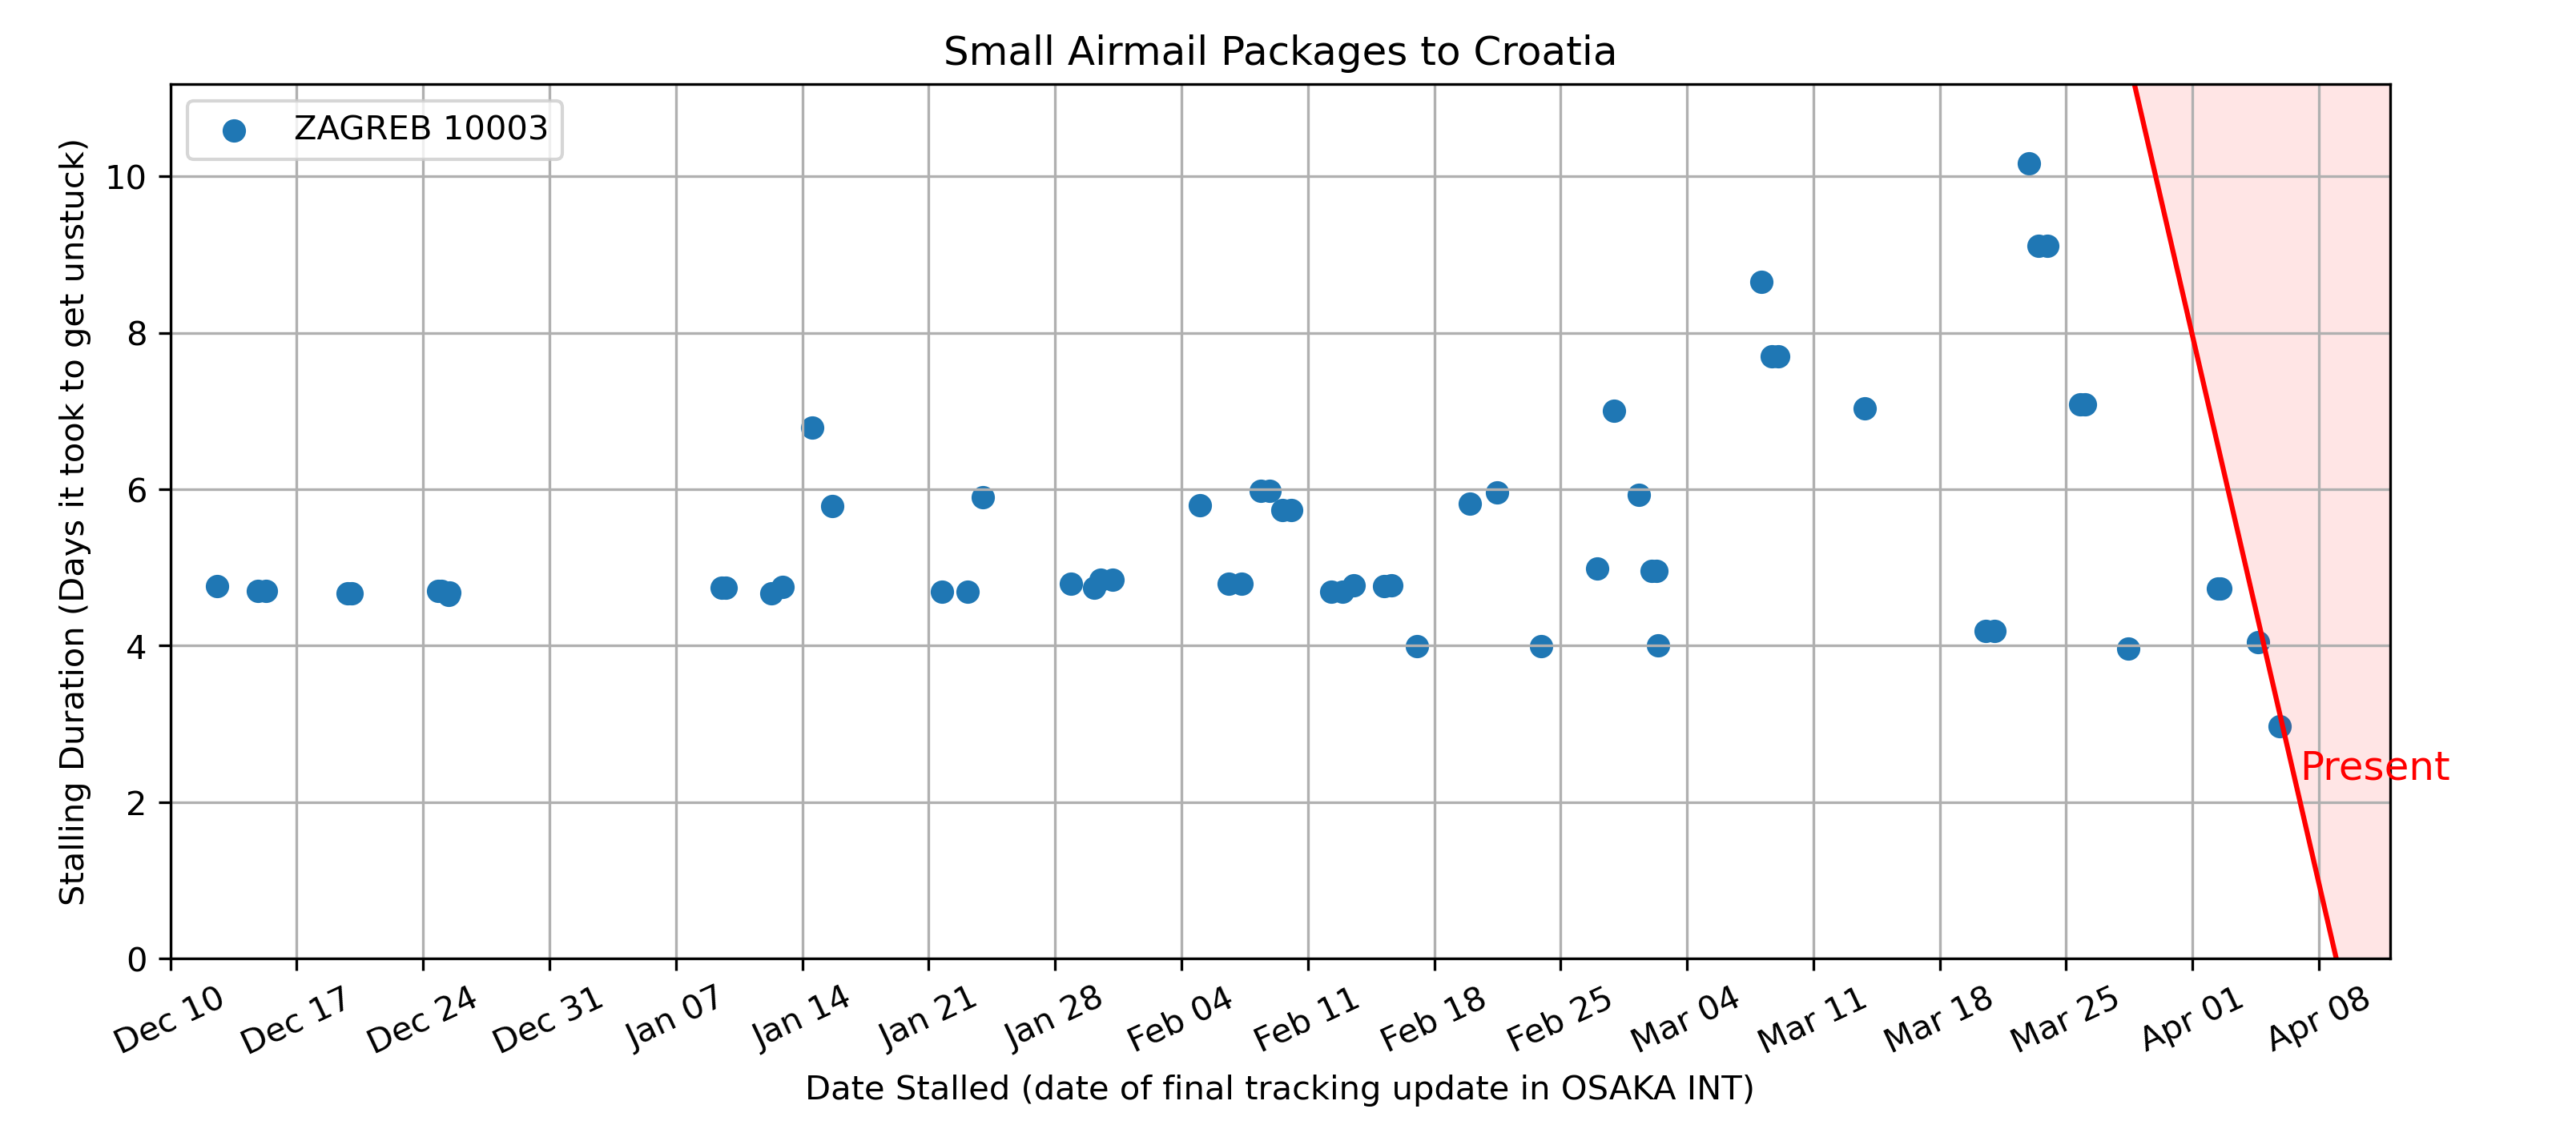 Small Airmail Packages to Croatia
ZAGREB 10003
Stalling Duration (Days it took to get unstuck)
10
8
6
4
2
0
Present
Dec 10
Dec 17
Dec 24
Dec 31
Jan 07
Jan 14
Jan 21
Jan 28
Feb 04
Feb 11
Feb 18
Feb 25
Mar 04
Mar 11
Mar 18
Mar 25
Apr 01
Apr 08
Date Stalled (date of final tracking update in OSAKA INT)